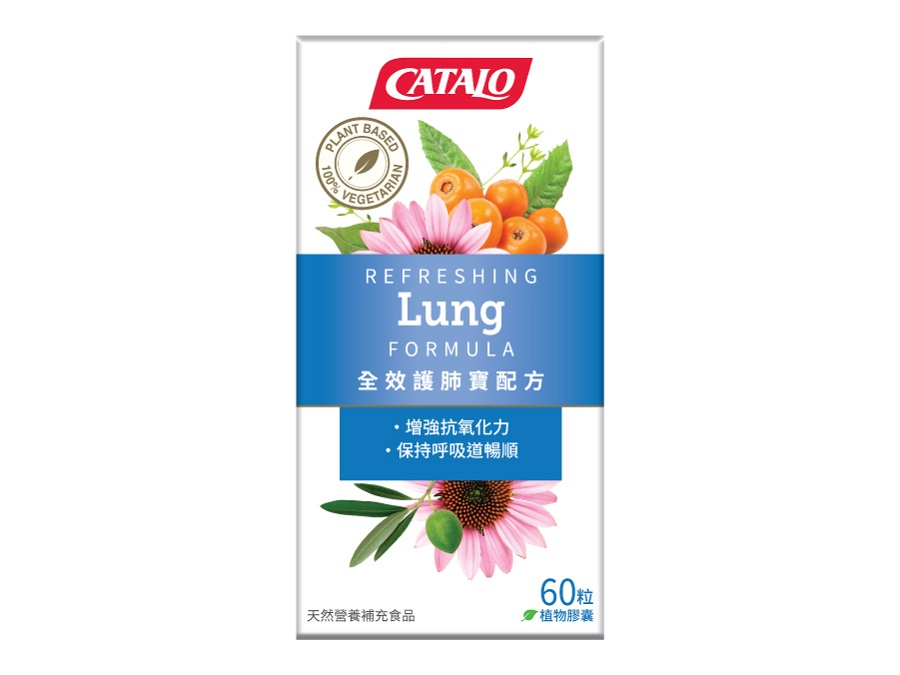 CATALO
PLANT BASED
100% VEGETARIAN
REFRESHING
Lung
FORMULA
全效護肺寶配方
・增強抗氧化力
・保持呼吸道暢順
60粒
植物膠囊
天然營養補充食品